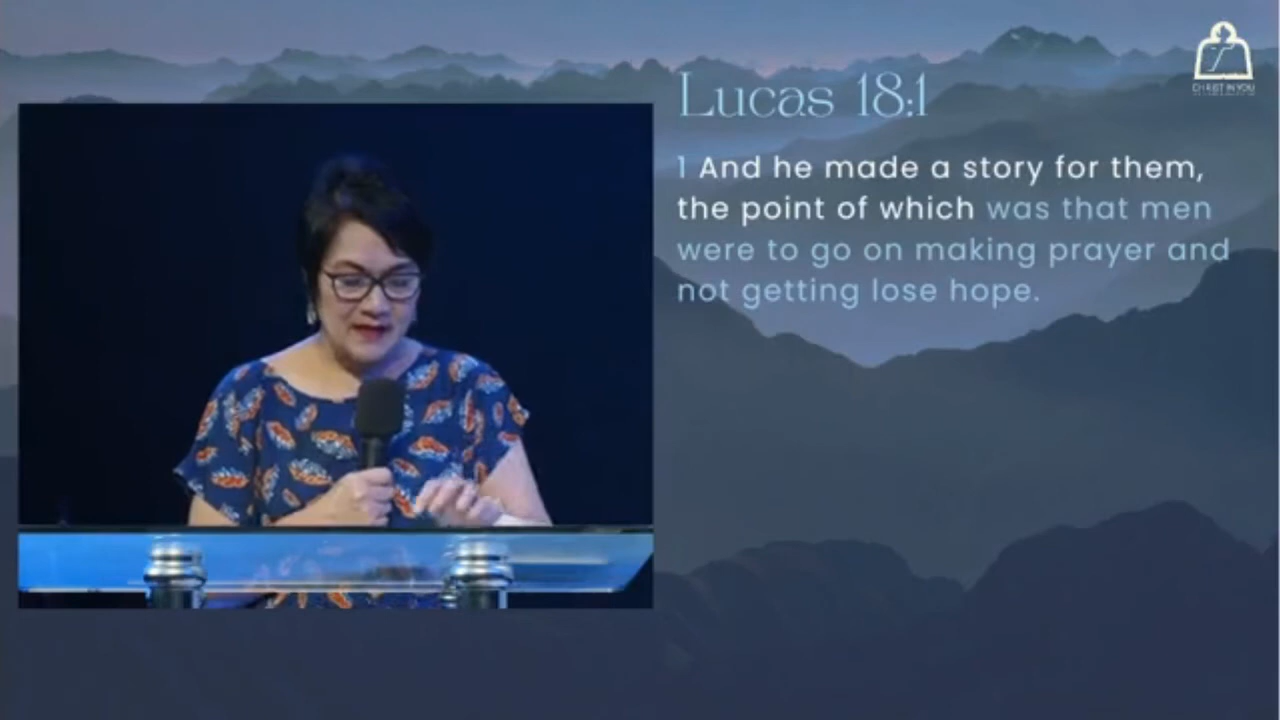 Lucas 18:1
1 And he made a story for them,
the point of which was that men
were to go on making prayer and
not getting lose hope.
CHRIST IN YOU